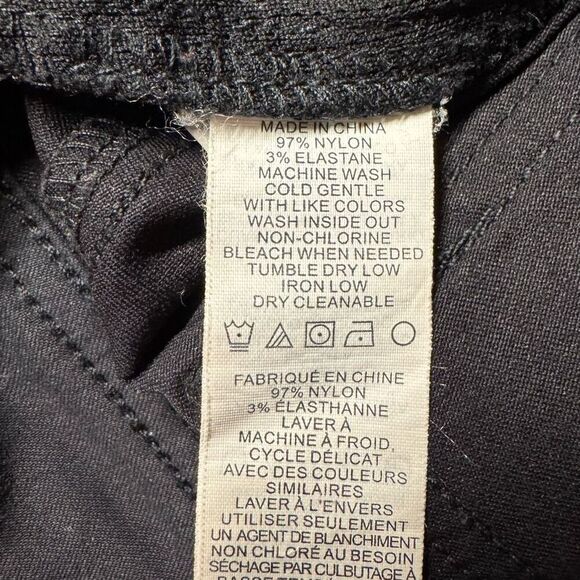 MADE IN CHINA
97% NYLON
3% ELASTANE
MACHINE WASH
COLD GENTLE
WITH LIKE COLORS
WASH INSIDE OUT
NON-CHLORINE
BLEACH WHEN NEEDED
TUMBLE DRY LOW
IRON LOW
DRY CLEANABLE
FABRIQUÉ EN CHINE
97% NYLON
3% ÉLASTHANNE
LAVER À
MACHINE À FROID,
CYCLE DÉLICAT
AVEC DES COULEURS
SIMILAIRES
LAVER À L'ENVERS
UTILISER SEULEMENT
UN AGENT DE BLANCHIMENT
NON CHLORÉ AU BESOIN
SÉCHAGE PAR CULBUTAGE À